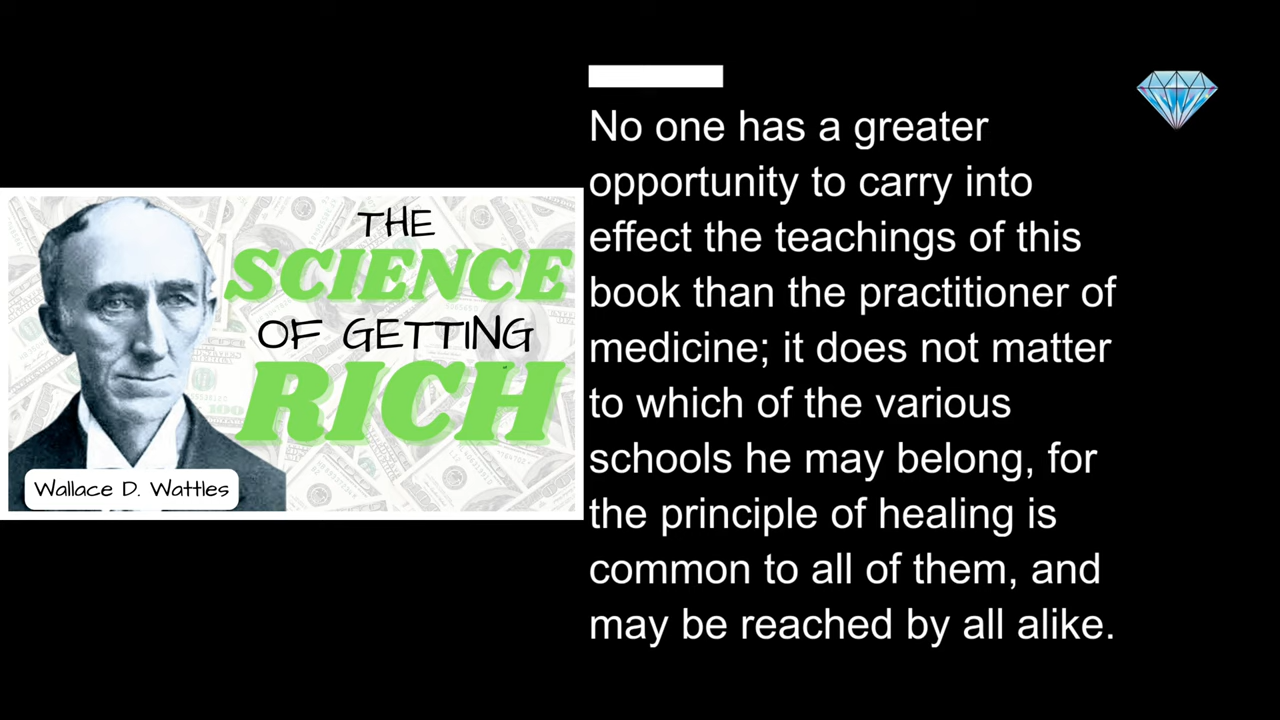 THE
SCIENCE
OF GETTING
RICH
Wallace D. Wattles
No one has a greater
opportunity to carry into
effect the teachings of this
book than the practitioner of
medicine; it does not matter
to which of the various
schools he may belong, for
the principle of healing is
common to all of them, and
may be reached by all alike.